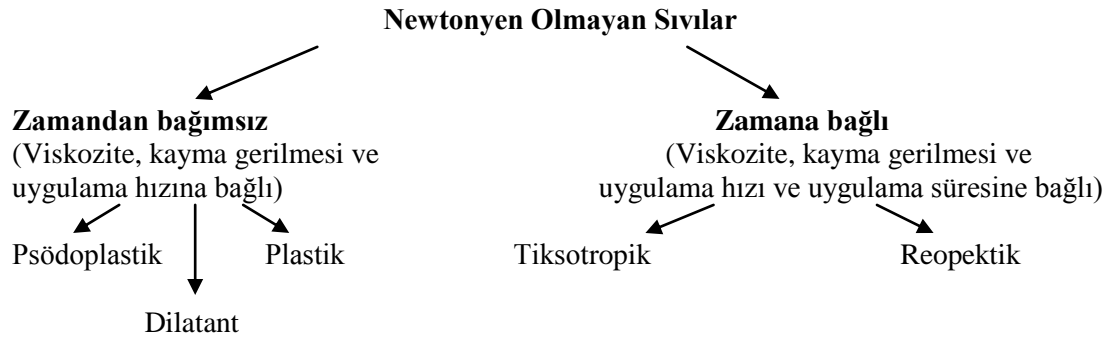 Newtonyen Olmayan Sıvılar
Zamandan bağımsız
(Viskozite, kayma gerilmesi ve
uygulama hızına bağlı)
Zamana bağlı
(Viskozite, kayma gerilmesi ve
uygulama hızı ve uygulama süresine bağlı)
Psödoplastik
Plastik
Dilatant
Tiksotropik
Reopektik